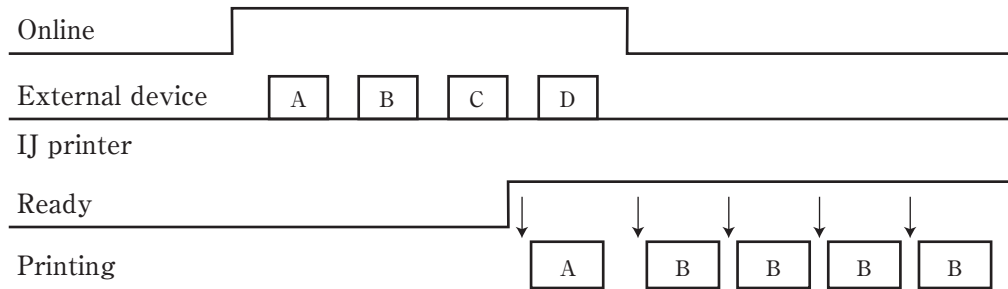 Online
External device A B C D
IJ printer
Ready
Printing A B B B B